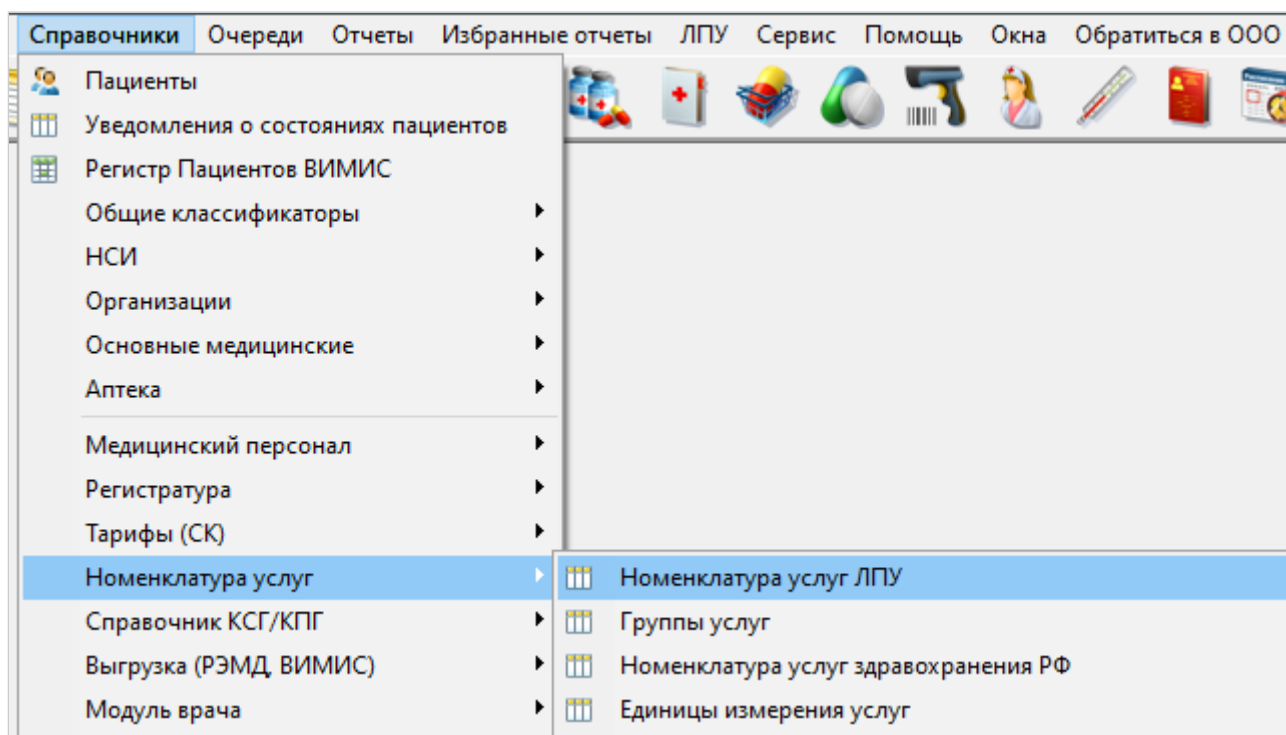 Справочники Очереди Отчеты Избранные отчеты ЛПУ Сервис Помощь Окна Обратиться в ООО
Пациенты
Уведомления о состояниях пациентов
Регистр Пациентов ВИМИС
Общие классификаторы
НСИ
Организации
Основные медицинские
Аптека
Медицинский персонал
Регистратура
Тарифы (СК)
Номенклатура услуг
Справочник КСГ/КПГ
Выгрузка (РЭМД, ВИМИС)
Модуль врача
Номенклатура услуг ЛПУ
Группы услуг
Номенклатура услуг здравохранения РФ
Единицы измерения услуг